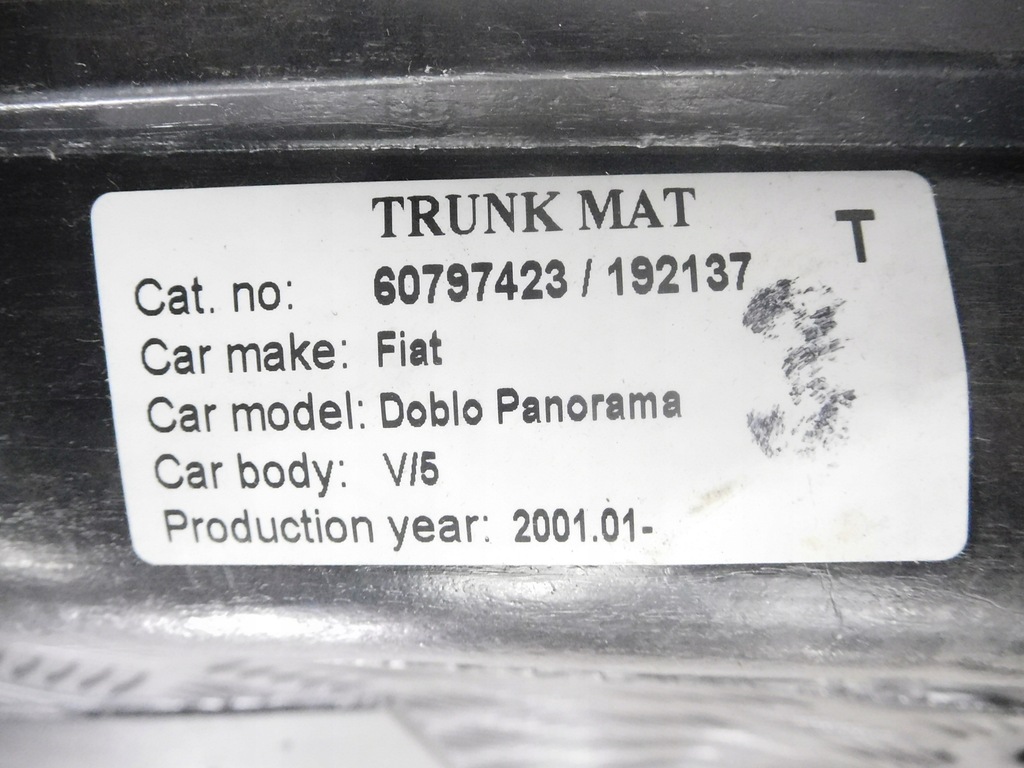 TRUNK MAT
T
Cat. no: 60797423 / 192137
Car make: Fiat
Car model: Doblo Panorama
Car body: V/5
Production year: 2001.01-